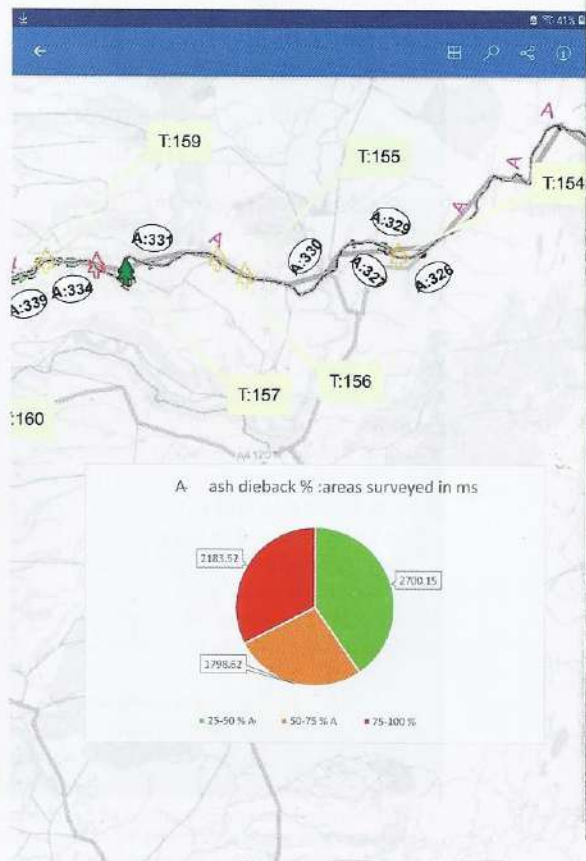 41%
A
T:159
T:155
A
T:154
A:329
A
A:331
A
A:330
A:327
A:326
A:339
A:334
T:156
T:157
:160
A ash dieback % :areas surveyed in ms
2183.52
2700.15
1798.62
25-50 % A
50-75 % A
75-100 %